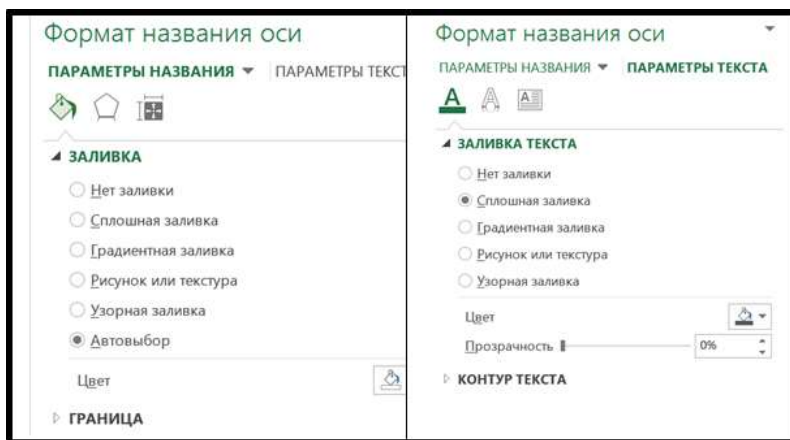 Формат названия оси
ПАРАМЕТРЫ НАЗВАНИЯ ПАРАМЕТРЫ ТЕКСТ
ЗАЛИВКА
Нет заливки
Сплошная заливка
Градиентная заливка
Рисунок или текстура
Узорная заливка
Автовыбор
Цвет
ГРАНИЦА
Формат названия оси
ПАРАМЕТРЫ НАЗВАНИЯ ПАРАМЕТРЫ ТЕКСТА
A A A
ЗАЛИВКА ТЕКСТА
Нет заливки
Сплошная заливка
Градиентная заливка
Рисунок или текстура
Узорная заливка
Цвет
Прозрачность 0%
КОНТУР ТЕКСТА